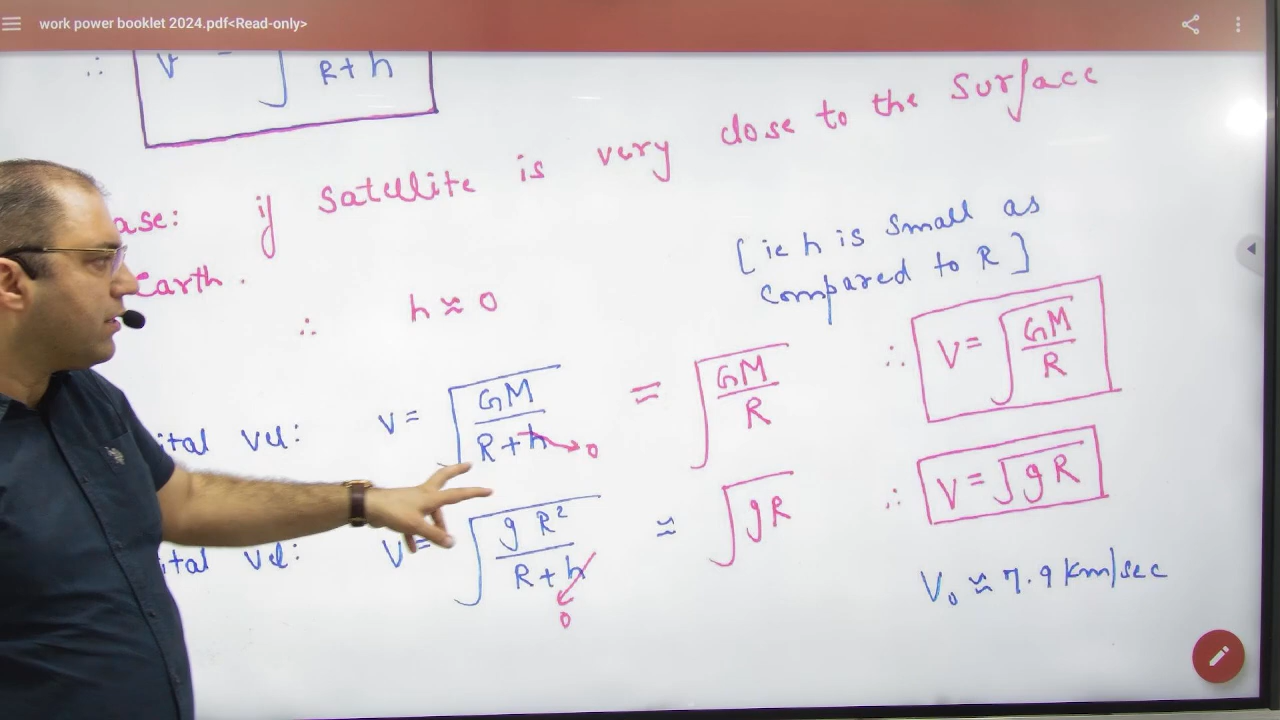 work power booklet 2024.pdf<Read-only>
∴ V = √ R+h
ase: if satellite is very close to the Surface
Earth.
[ie h is small as
compared to R]
∴ h ≈ 0
ital vel: V = √(GM/(R+h)) → 0 = √(GM/R) ∴ V = √(GM/R)
ital vel: V = √(gR²/(R+h)) → 0 ≈ √gR ∴ V = √gR
V₀ ≈ 7.9 km/sec